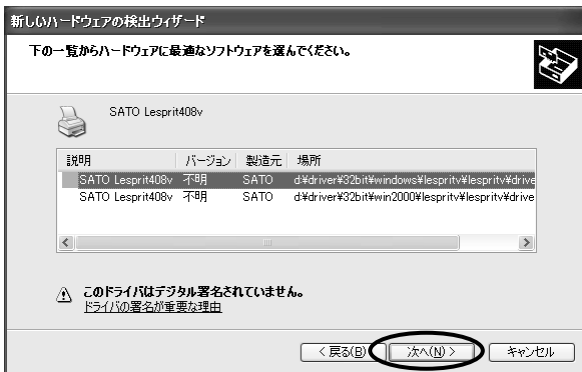 新しいハードウェアの検出ウィザード
下の一覧からハードウェアに最適なソフトウェアを選んでください。
SATO Lesprit408v
説明 バージョン 製造元 場所
SATO Lesprit408v 不明 SATO d:¥driver¥32bit¥windows¥lespritv¥lespritv¥drive
SATO Lesprit408v 不明 SATO d:¥driver¥32bit¥win2000¥lespritv¥lespritv¥drive
このドライバはデジタル署名されていません。
ドライバの署名が重要な理由
< 戻る(B) 次へ(N) > キャンセル